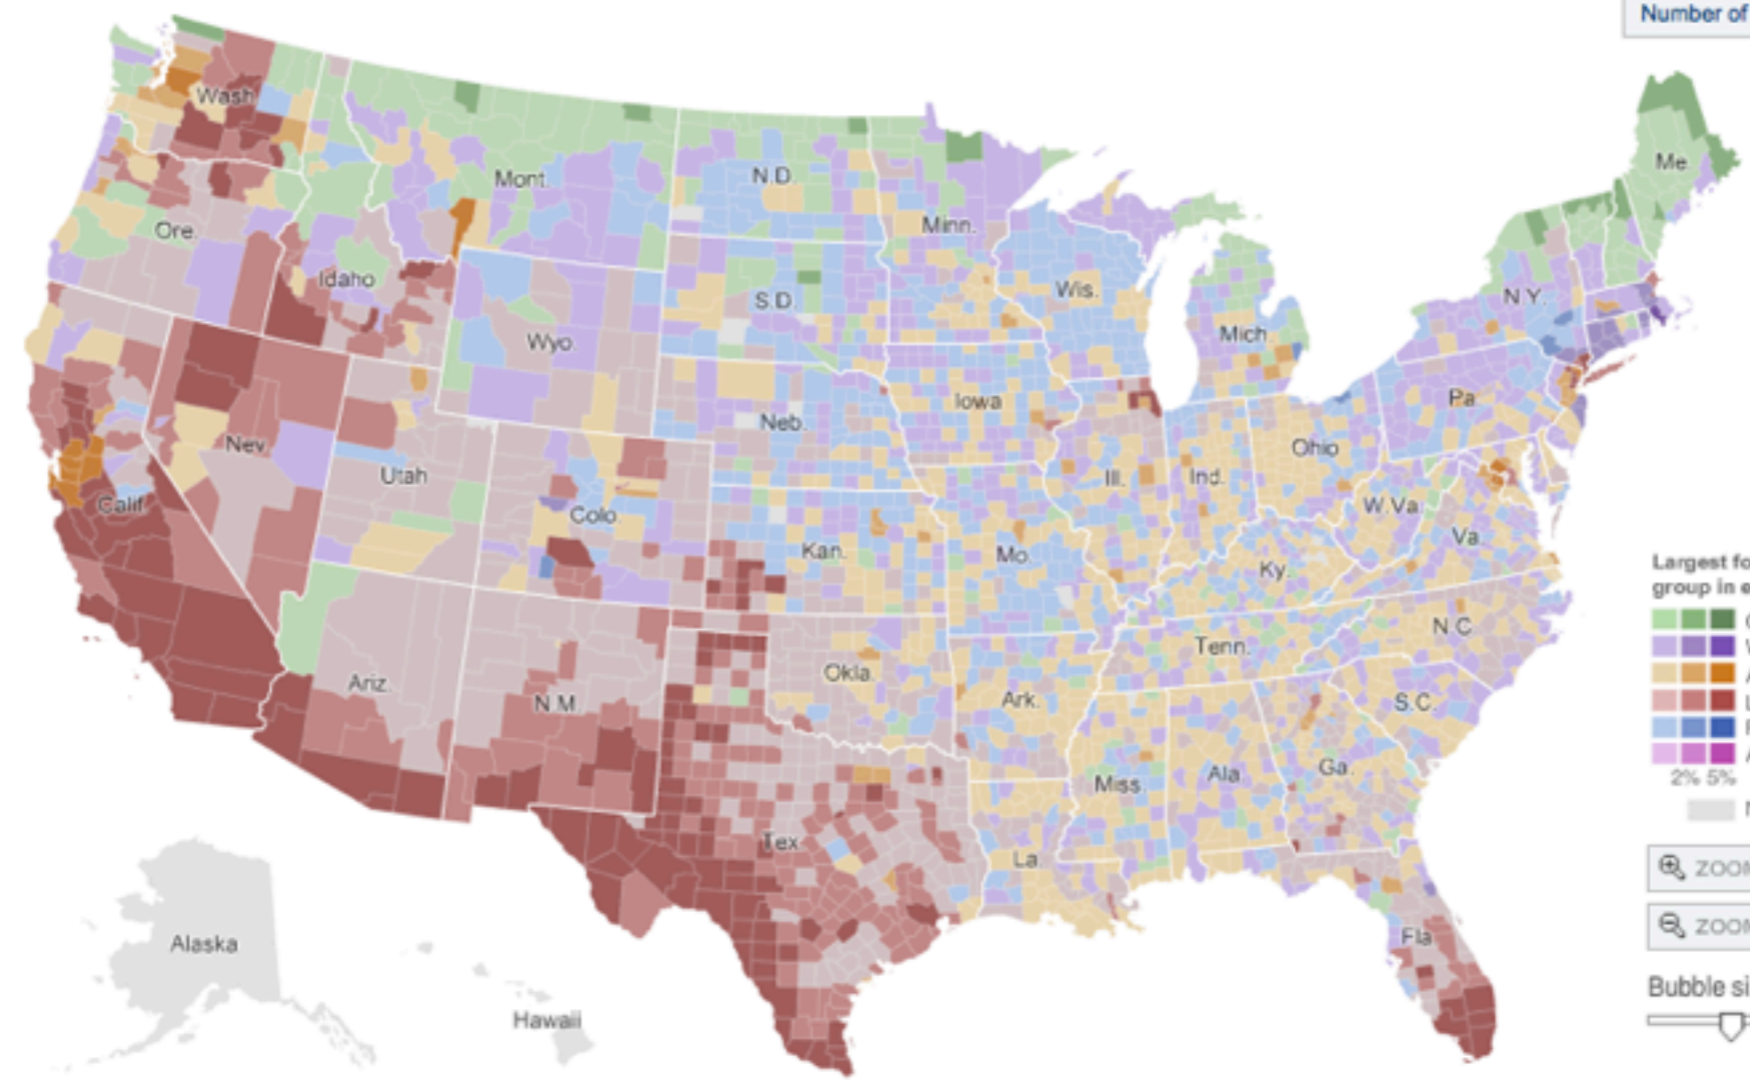 Number of
Wash.
Me.
Mont.
N.D.
Minn.
Ore.
Idaho
Wis.
S.D.
N.Y.
Mich.
Wyo.
Iowa
Pa.
Neb.
Nev.
Ohio
Utah
Ill.
Ind.
Calif.
Colo.
W.Va.
Va.
Kan.
Mo.
Ky.
Largest fo
group in e
N.C.
Tenn.
Okla.
Ariz.
Ark.
N.M.
S.C.
Ga.
Ala.
Miss.
2% 5%
Tex.
La.
ZOO
Fla.
ZOO
Alaska
Bubble si
Hawaii